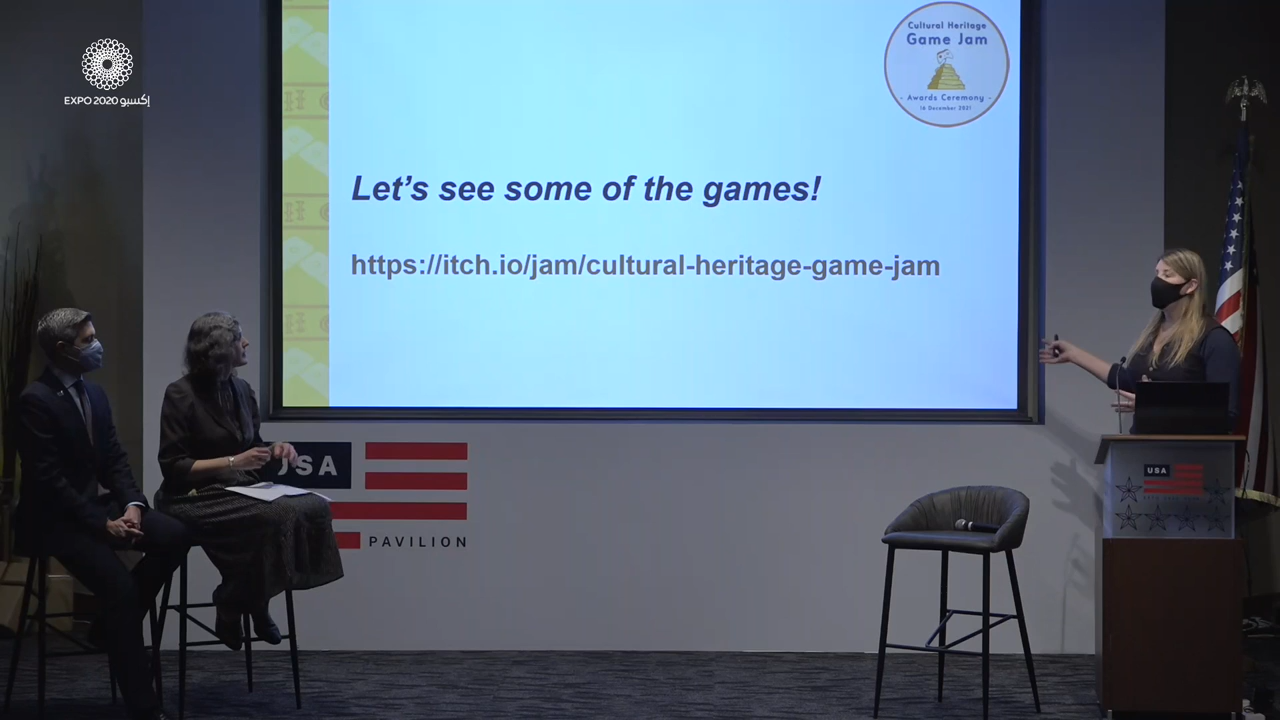 EXPO 2020 إكسبو
Cultural Heritage
Game Jam
- Awards Ceremony -
16 December 2021
Let's see some of the games!
https://itch.io/jam/cultural-heritage-game-jam
USA
PAVILION
USA